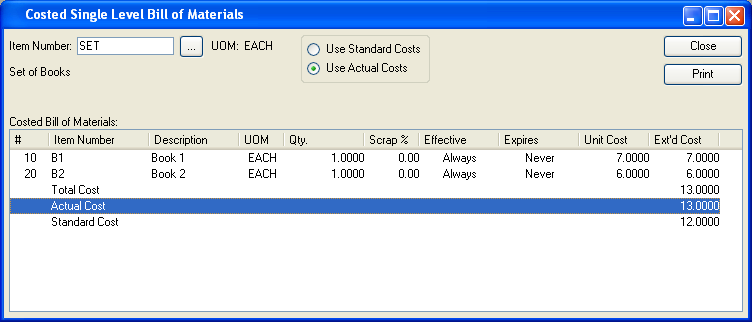 Costed Single Level Bill of Materials
Item Number: SET ... UOM: EACH Use Standard Costs Close
Set of Books Use Actual Costs Print
Costed Bill of Materials:
# Item Number Description UOM Qty. Scrap % Effective Expires Unit Cost Ext'd Cost
10 B1 Book 1 EACH 1.0000 0.00 Always Never 7.0000 7.0000
20 B2 Book 2 EACH 1.0000 0.00 Always Never 6.0000 6.0000
Total Cost 13.0000
Actual Cost 13.0000
Standard Cost 12.0000